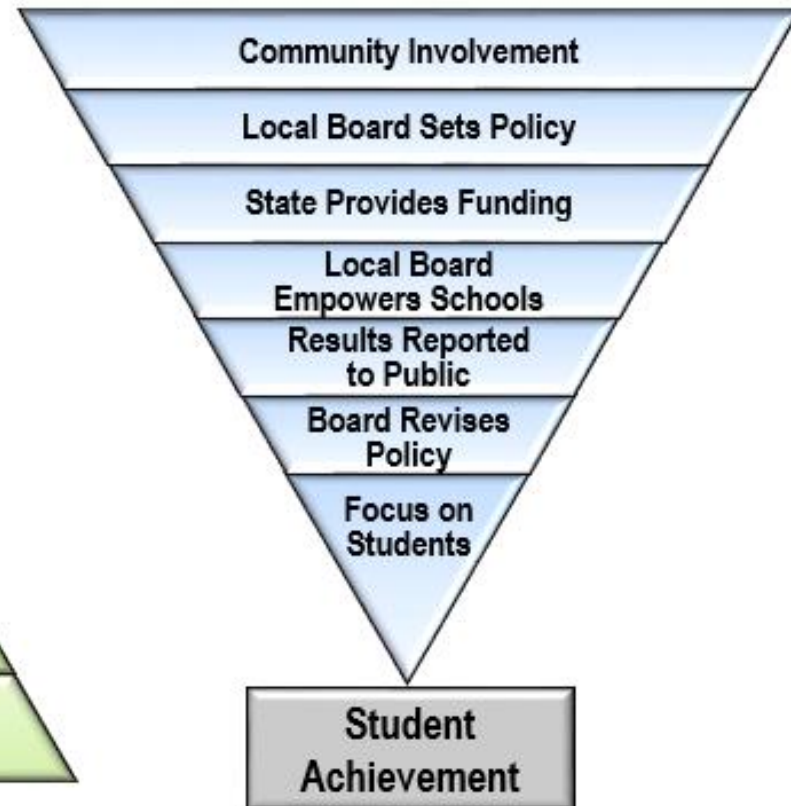 Community Involvement
Local Board Sets Policy
State Provides Funding
Local Board
Empowers Schools
Results Reported
to Public
Board Revises
Policy
Focus on
Students
Student
Achievement